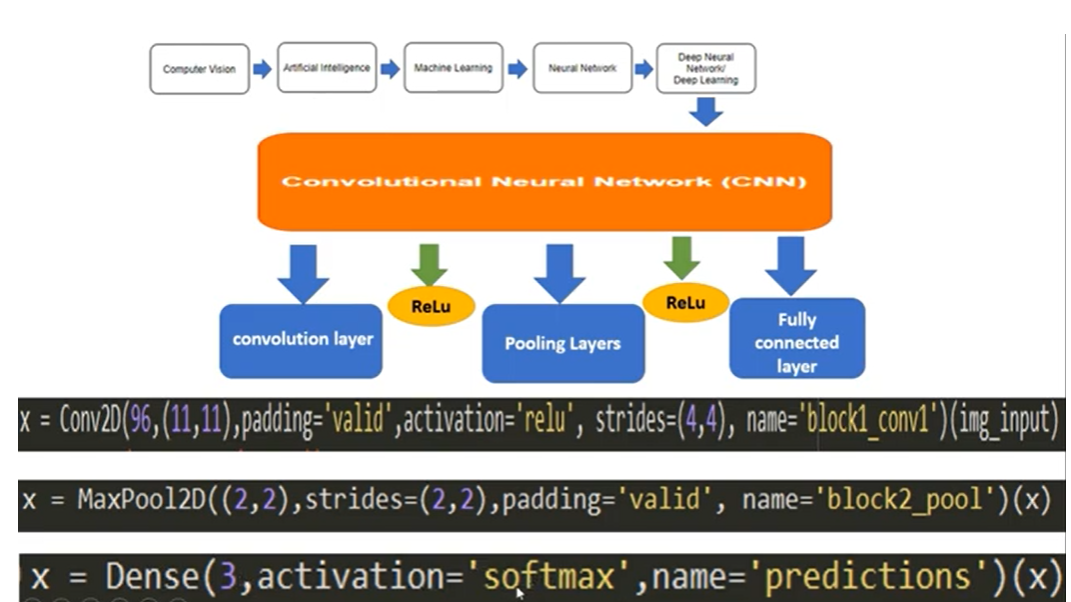 Computer Vision
Artificial Intelligence
Machine Learning
Neural Network
Deep Neural
Network/
Deep Learning
Convolutional Neural Network (CNN)
convolution layer
ReLu
Pooling Layers
ReLu
Fully
connected
layer
x = Conv2D(96,(11,11),padding='valid',activation='relu', strides=(4,4), name='block1_conv1')(img_input)
x = MaxPool2D((2,2),strides=(2,2),padding='valid', name='block2_pool')(x)
x = Dense(3,activation='softmax',name='predictions')(x)